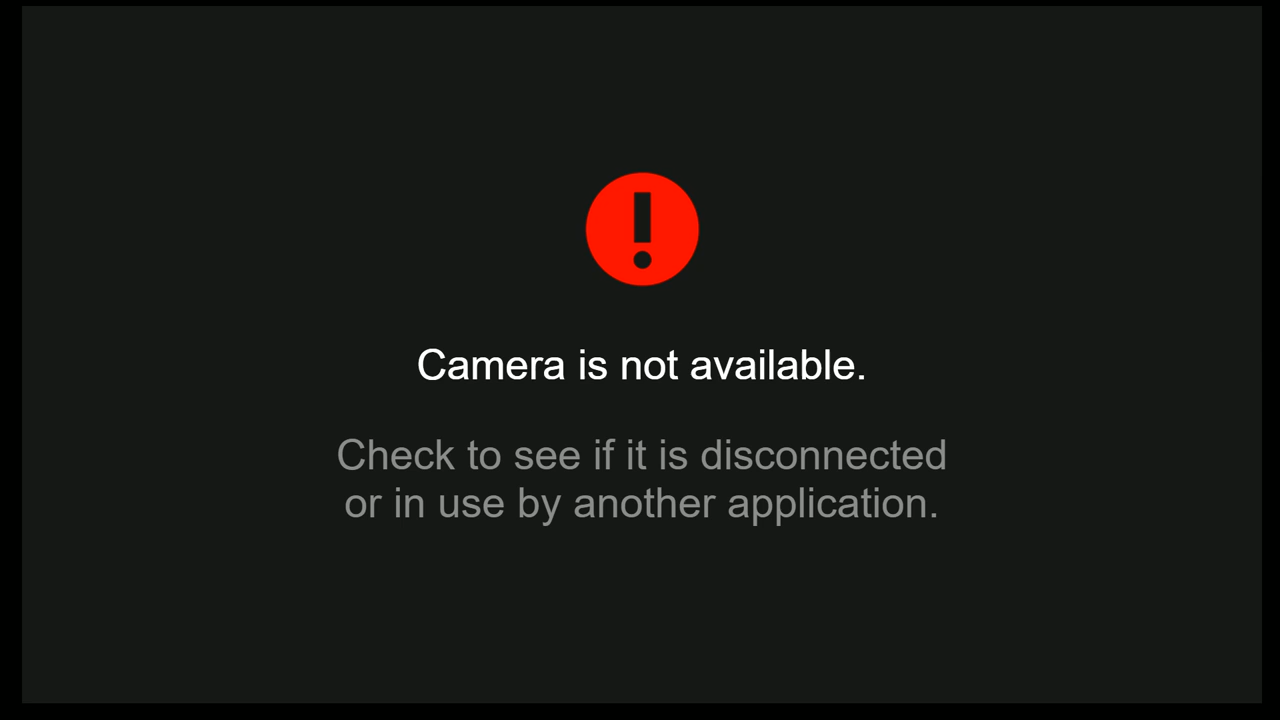 Camera is not available.
Check to see if it is disconnected
or in use by another application.